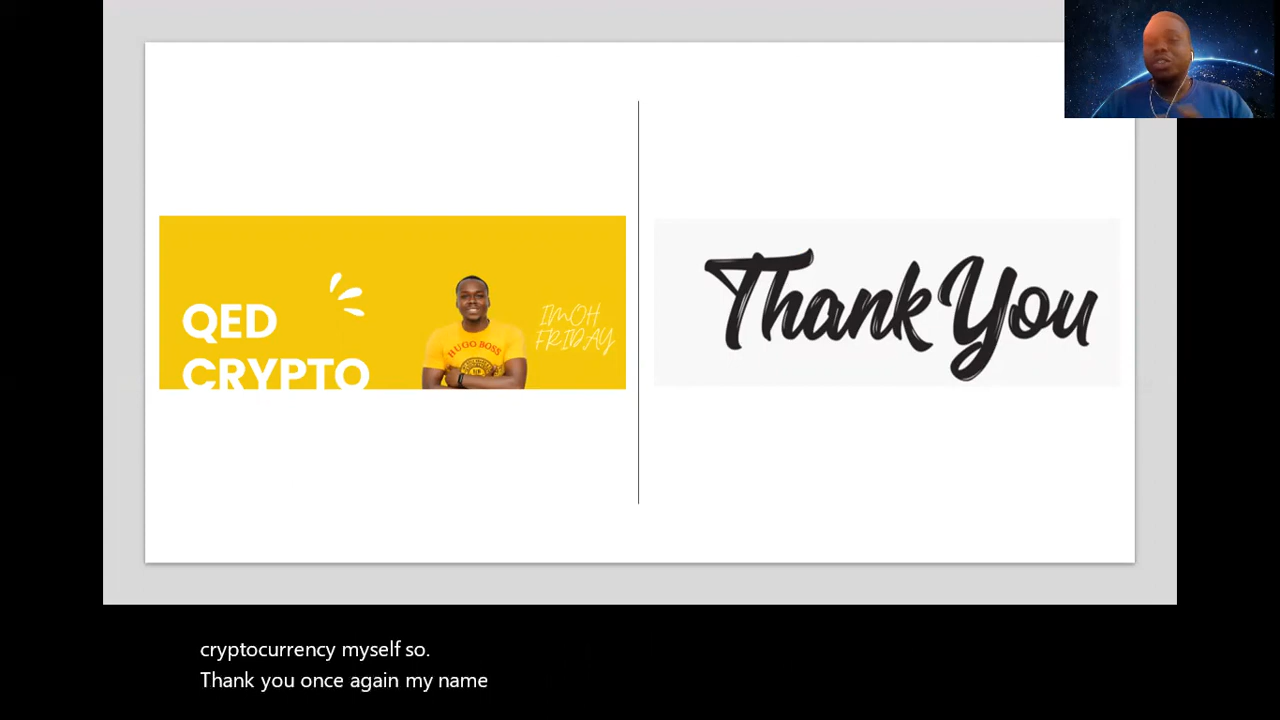 QED
CRYPTO
IMOH
FRIDAY
HUGO BOSS
Thank You
cryptocurrency myself so.
Thank you once again my name